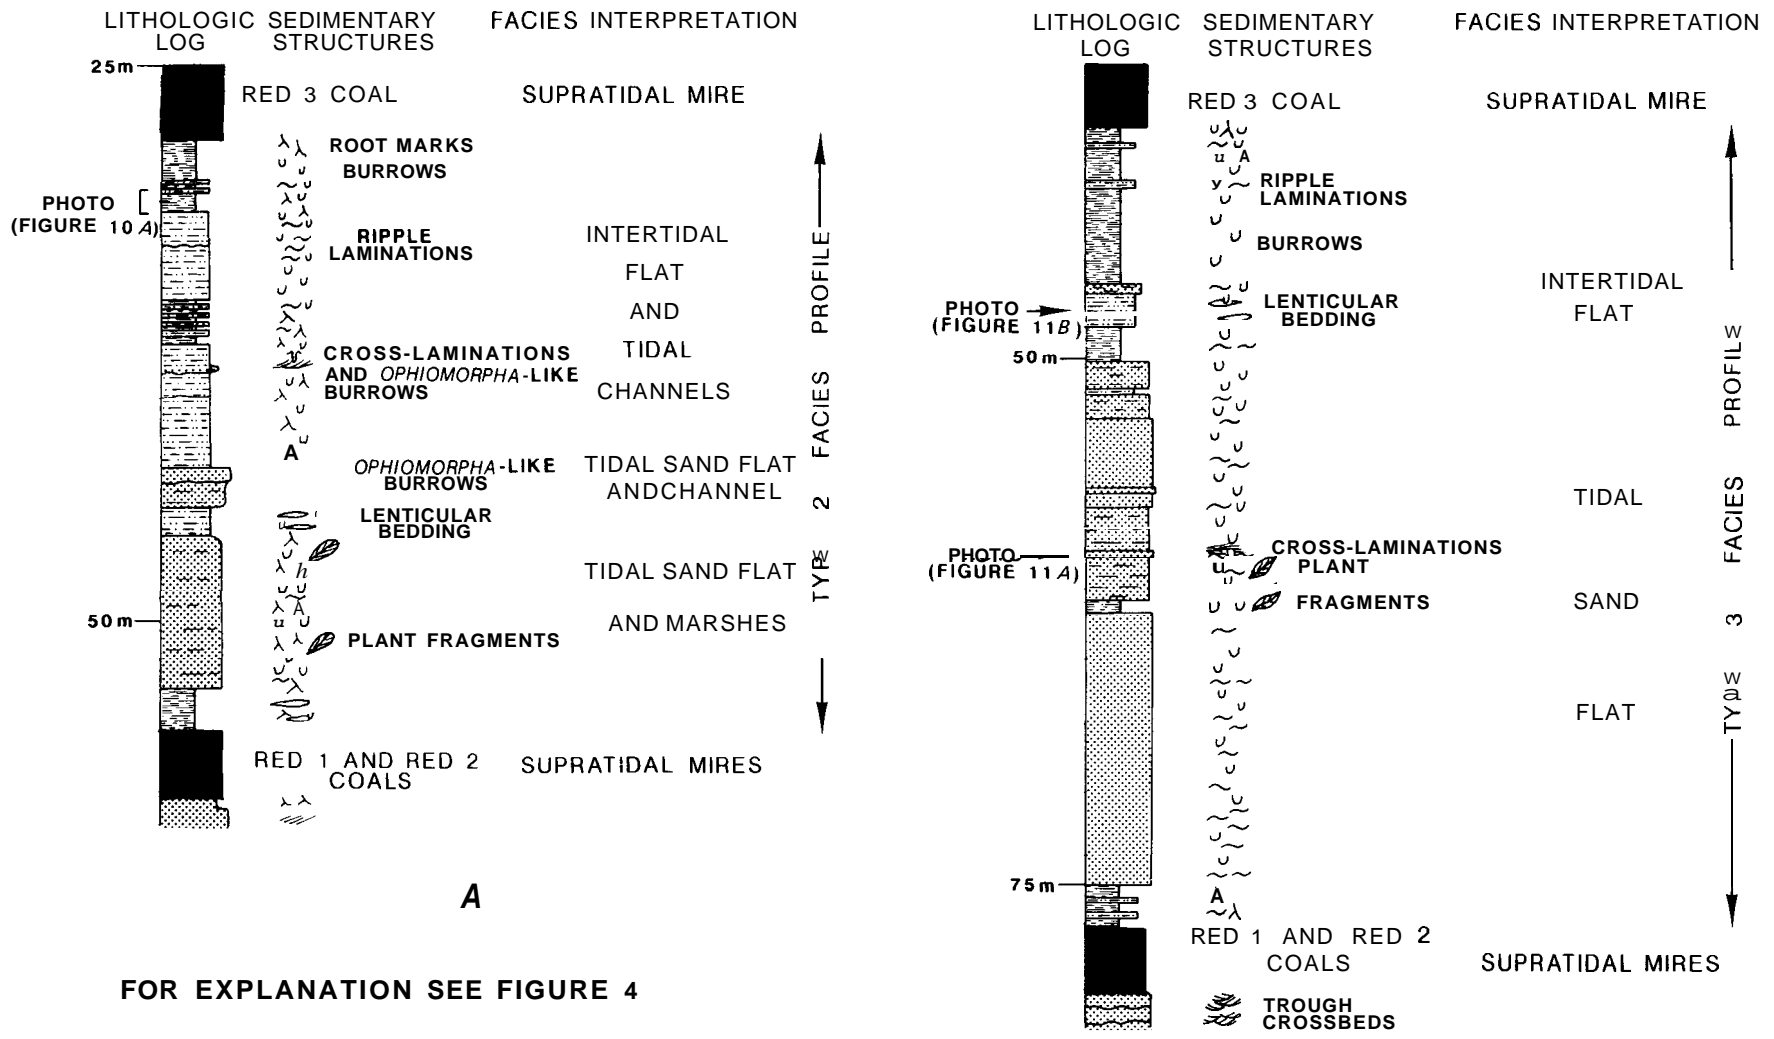 LITHOLOGIC SEDIMENTARY FACIES INTERPRETATION
LOG STRUCTURES
25m
RED 3 COAL SUPRATIDAL MIRE
ROOT MARKS
BURROWS
PHOTO
(FIGURE 10A)
RIPPLE
LAMINATIONS
INTERTIDAL
FLAT
AND
TIDAL
CHANNELS
CROSS-LAMINATIONS
AND OPHIOMORPHA-LIKE
BURROWS
A
OPHIOMORPHA-LIKE
BURROWS
TIDAL SAND FLAT
ANDCHANNEL
LENTICULAR
BEDDING
h
TIDAL SAND FLAT
AND MARSHES
50m
PLANT FRAGMENTS
TYPW 2 FACIES PROFILE
RED 1 AND RED 2
COALS
SUPRATIDAL MIRES
A
FOR EXPLANATION SEE FIGURE 4
LITHOLOGIC SEDIMENTARY FACIES INTERPRETATION
LOG STRUCTURES
RED 3 COAL SUPRATIDAL MIRE
u A
y
RIPPLE
LAMINATIONS
BURROWS
PHOTO
(FIGURE 11B)
LENTICULAR
BEDDING
INTERTIDAL
FLAT
50m
PHOTO
(FIGURE 11A)
CROSS-LAMINATIONS
PLANT
FRAGMENTS
u
TIDAL
SAND
FLAT
75m
A
TYPW 3 FACIES PROFILW
RED 1 AND RED 2
COALS
SUPRATIDAL MIRES
TROUGH
CROSSBEDS